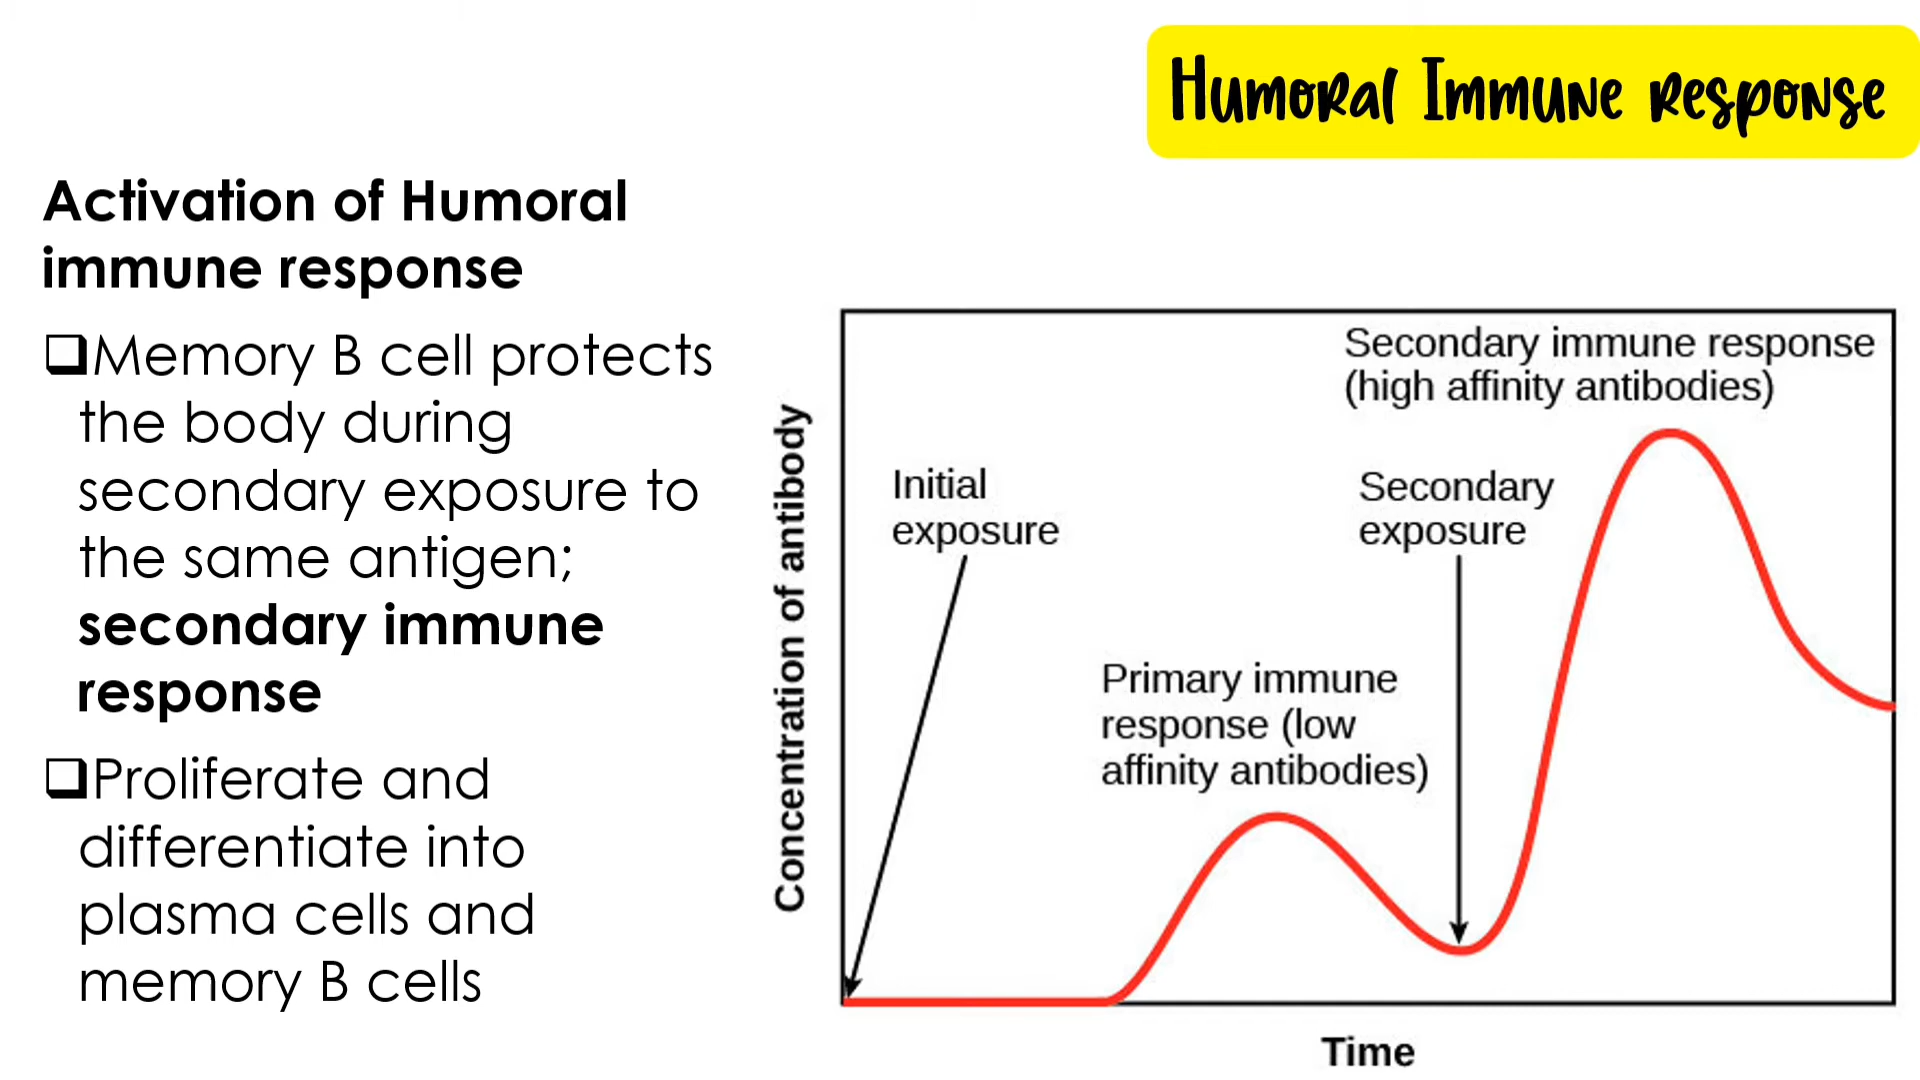 Humoral Immune response
Activation of Humoral
immune response
❑Memory B cell protects
the body during
secondary exposure to
the same antigen;
secondary immune
response
❑Proliferate and
differentiate into
plasma cells and
memory B cells
Concentration of antibody
Initial
exposure
Primary immune
response (low
affinity antibodies)
Secondary
exposure
Secondary immune response
(high affinity antibodies)
Time